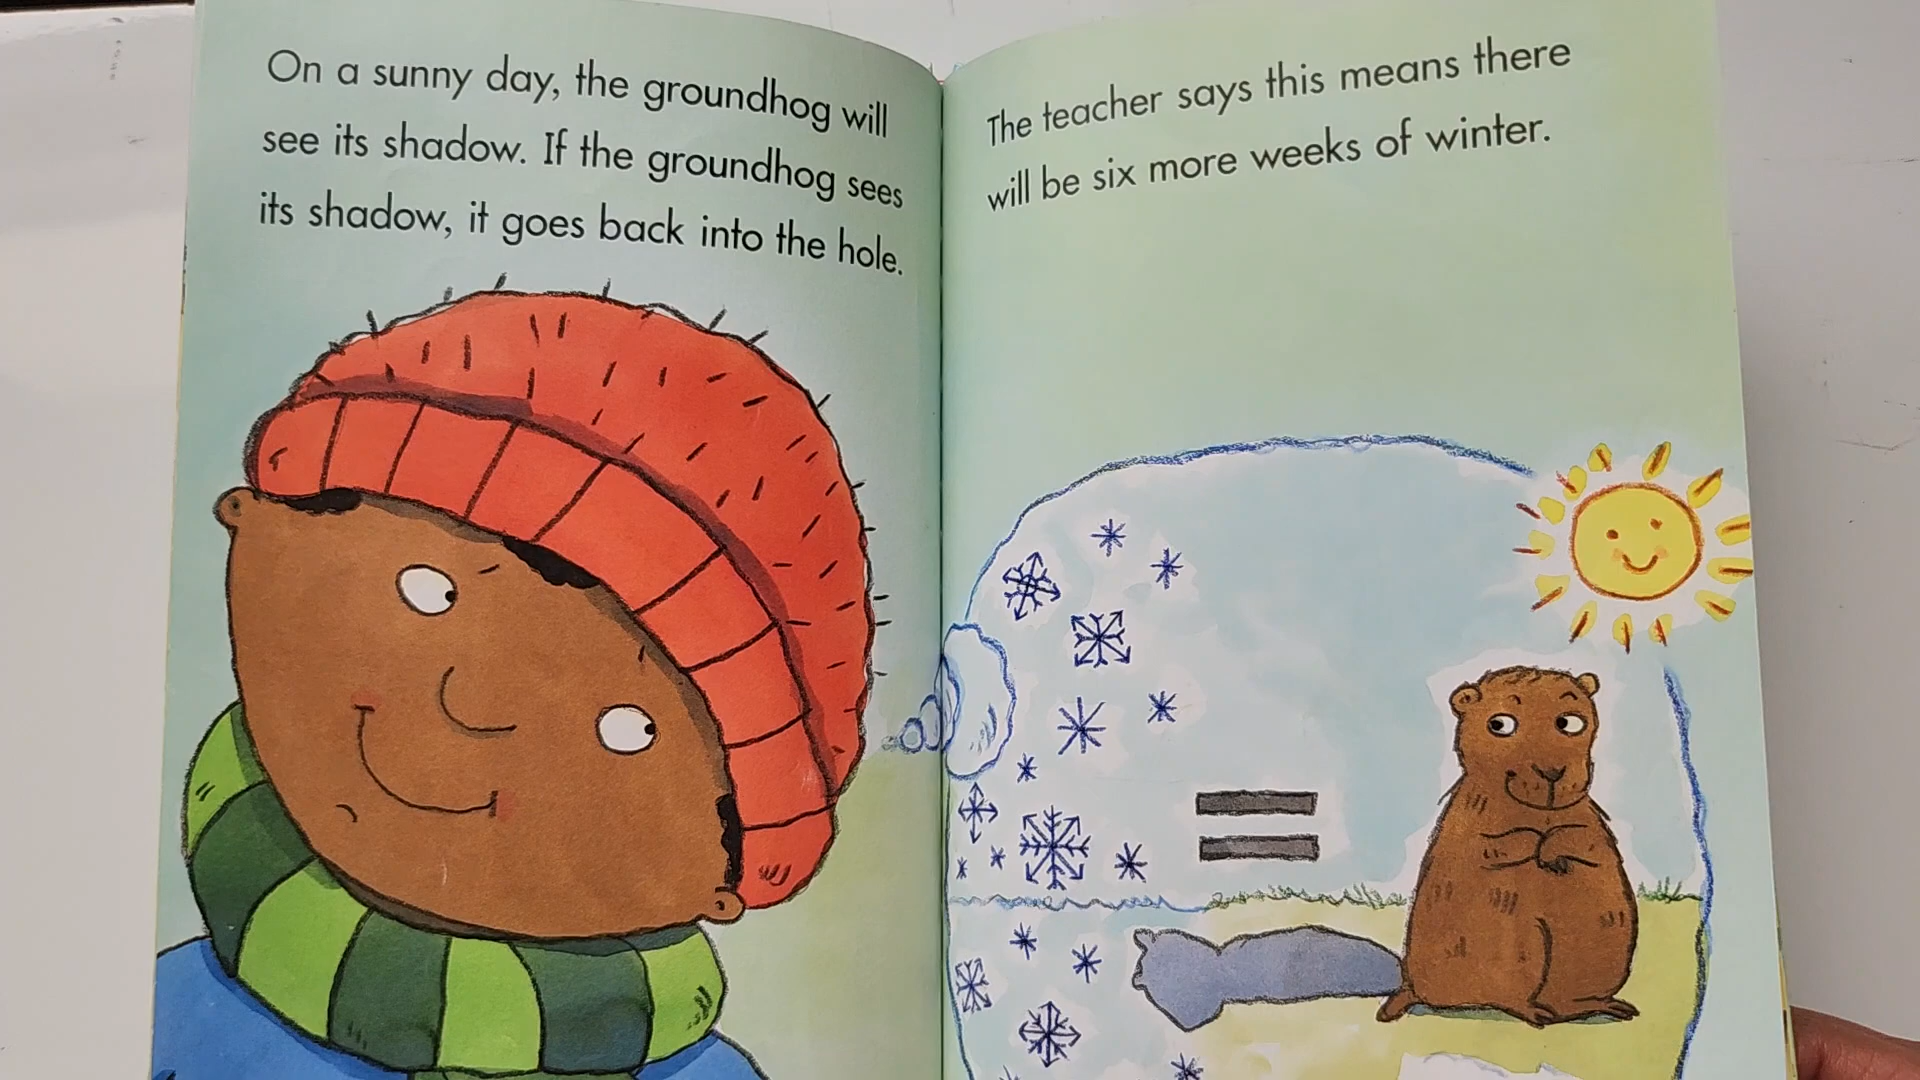 On a sunny day, the groundhog will
see its shadow. If the groundhog sees
its shadow, it goes back into the hole.
The teacher says this means there
will be six more weeks of winter.